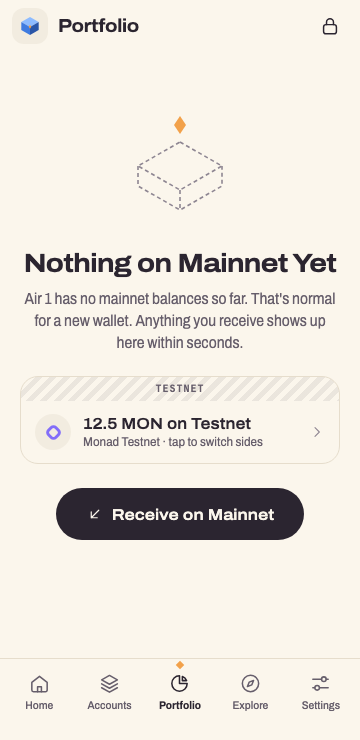 Portfolio
Nothing on Mainnet Yet
Air 1 has no mainnet balances so far. That's normal
for a new wallet. Anything you receive shows up
here within seconds.
TESTNET
12.5 MON on Testnet
Monad Testnet · tap to switch sides
Receive on Mainnet
Home Accounts Portfolio Explore Settings